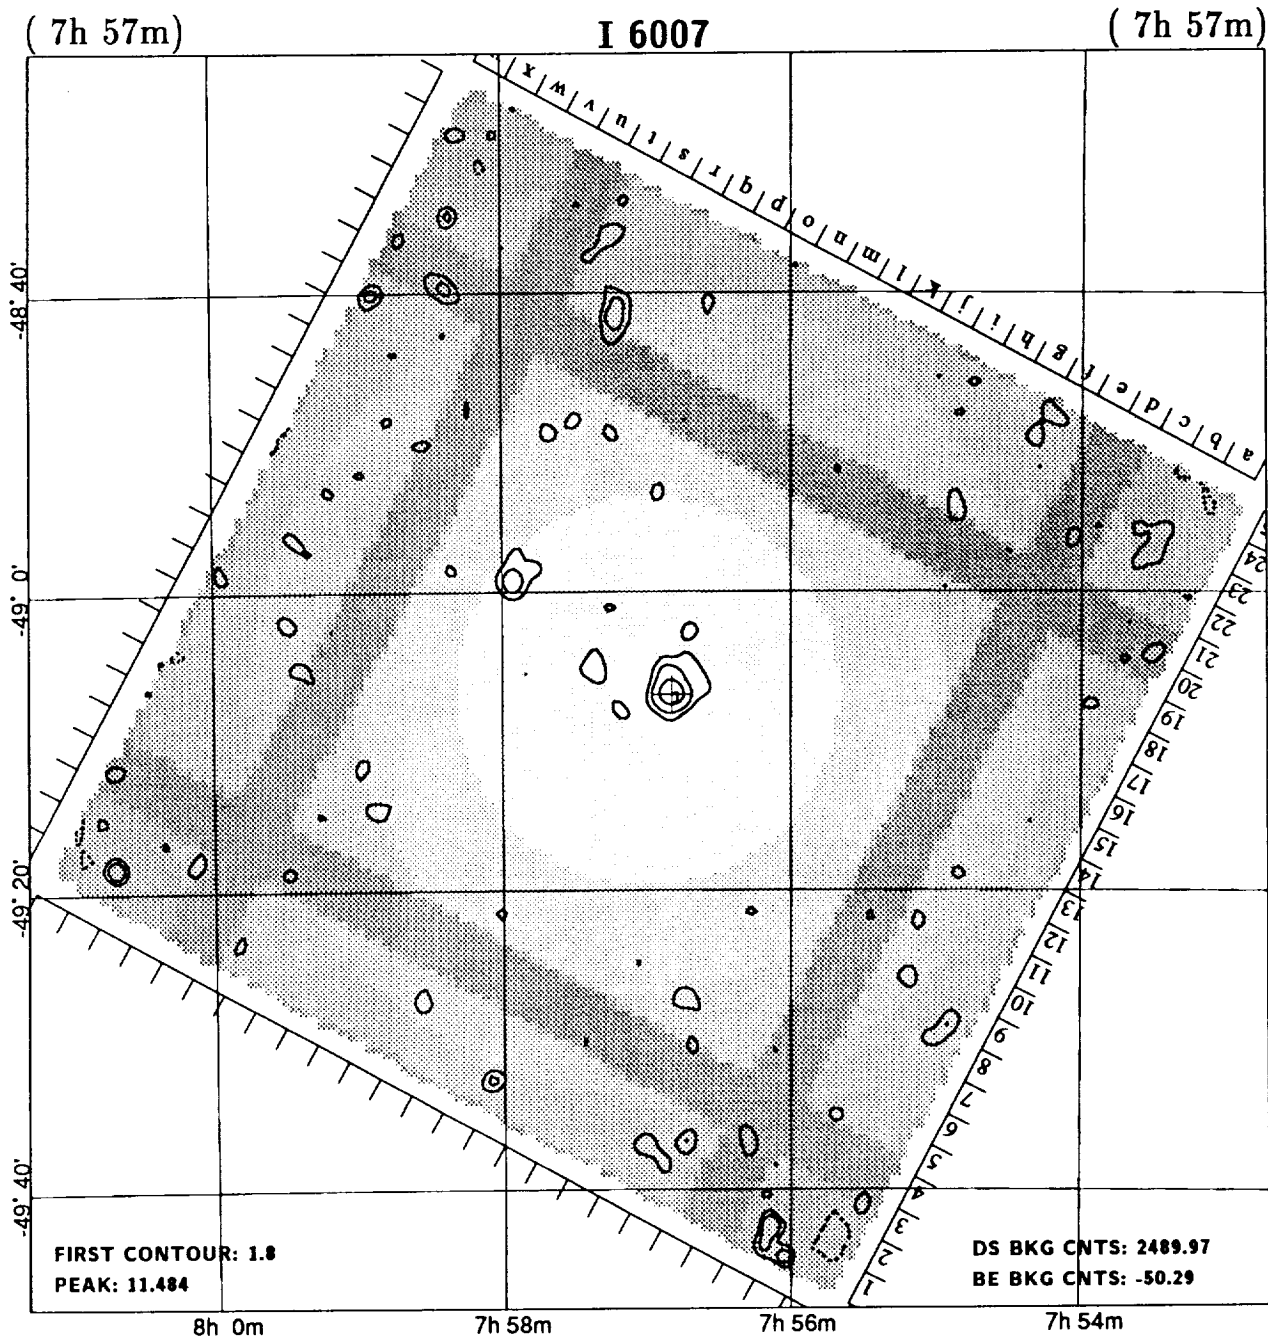 ( 7h 57m)
I 6007
( 7h 57m)
x w v u t s r q p o n m l k j i h g f e d c b a
24
23
22
21
20
19
18
17
16
15
14
13
12
11
10
9
8
7
6
5
4
3
2
1
-48° 40'
-49° 0'
-49° 20'
-49° 40'
FIRST CONTOUR: 1.8
PEAK: 11.484
DS BKG CNTS: 2489.97
BE BKG CNTS: -50.29
8h 0m
7h 58m
7h 56m
7h 54m